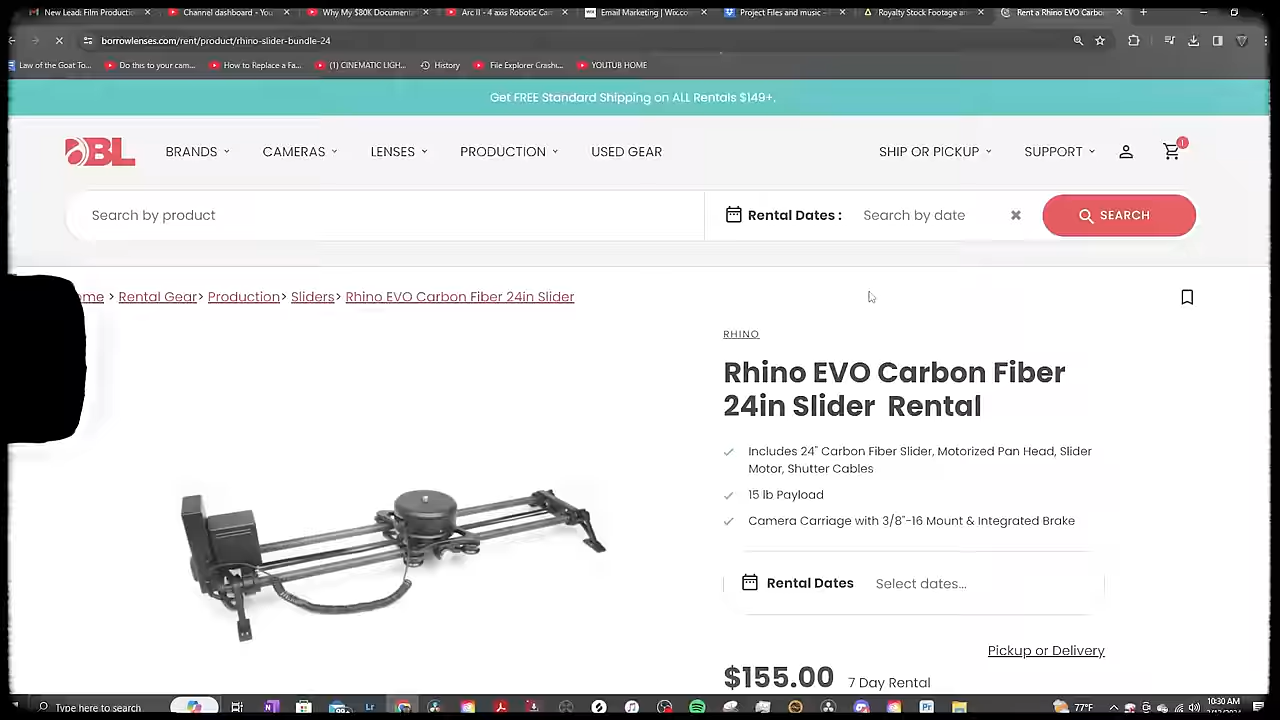 New Lead: Film Productio
Channel dashboard - You
Why My $80K Documenta
Arc II - 4 axis Robotic Ca
Email Marketing | Wix.co
Project Files and music -
Royalty Stock Footage an
Rent a Rhino EVO Carbo
borrowlenses.com/rent/product/rhino-slider-bundle-24
Law of the Goat To...
Do this to your cam...
How to Replace a Fa...
(1) CINEMATIC LIGH...
History
File Explorer Crash...
YOUTUB HOME
Get FREE Standard Shipping on ALL Rentals $149+.
BL
BRANDS
CAMERAS
LENSES
PRODUCTION
USED GEAR
SHIP OR PICKUP
SUPPORT
1
Search by product
Rental Dates :
Search by date
SEARCH
ome > Rental Gear> Production> Sliders> Rhino EVO Carbon Fiber 24in Slider
RHINO
Rhino EVO Carbon Fiber
24in Slider Rental
Includes 24" Carbon Fiber Slider, Motorized Pan Head, Slider
Motor, Shutter Cables
15 lb Payload
Camera Carriage with 3/8"-16 Mount & Integrated Brake
Rental Dates
Select dates...
Pickup or Delivery
$155.00 7 Day Rental
Type here to search
77°F
10:30 AM